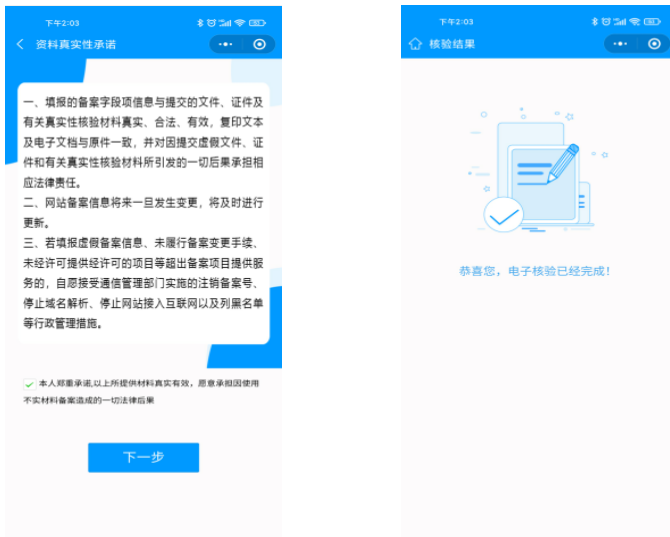 下午2:03
资料真实性承诺
一、填报的备案字段项信息与提交的文件、证件及
有关真实性核验材料真实、合法、有效，复印文本
及电子文档与原件一致，并对因提交虚假文件、证
件和有关真实性核验材料所引发的一切后果承担相
应法律责任。
二、网站备案信息将来一旦发生变更，将及时进行
更新。
三、若填报虚假备案信息、未履行备案变更手续、
未经许可提供经许可的项目等超出备案项目提供服
务的，自愿接受通信管理部门实施的注销备案号、
停止域名解析、停止网站接入互联网以及列黑名单
等行政管理措施。
本人郑重承诺,以上所提供材料真实有效，愿意承担因使用
不实材料备案造成的一切法律后果
下一步
下午2:03
核验结果
恭喜您，电子核验已经完成！